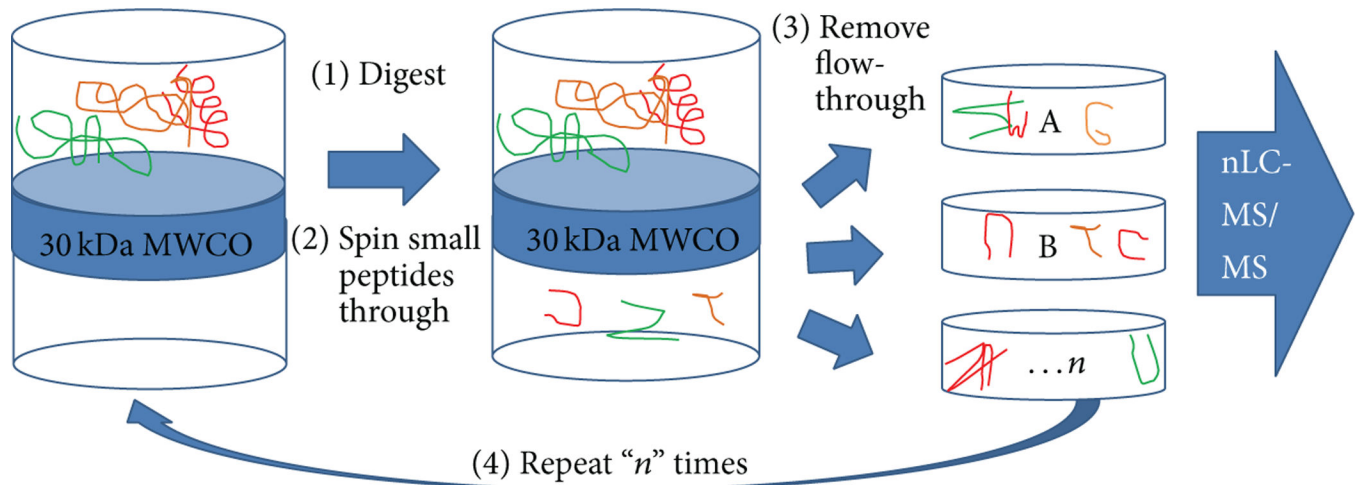 (1) Digest
30 kDa MWCO
(2) Spin small
peptides
through
30 kDa MWCO
(3) Remove
flow-
through
A
B
…n
nLC-
MS/
MS
(4) Repeat “n” times